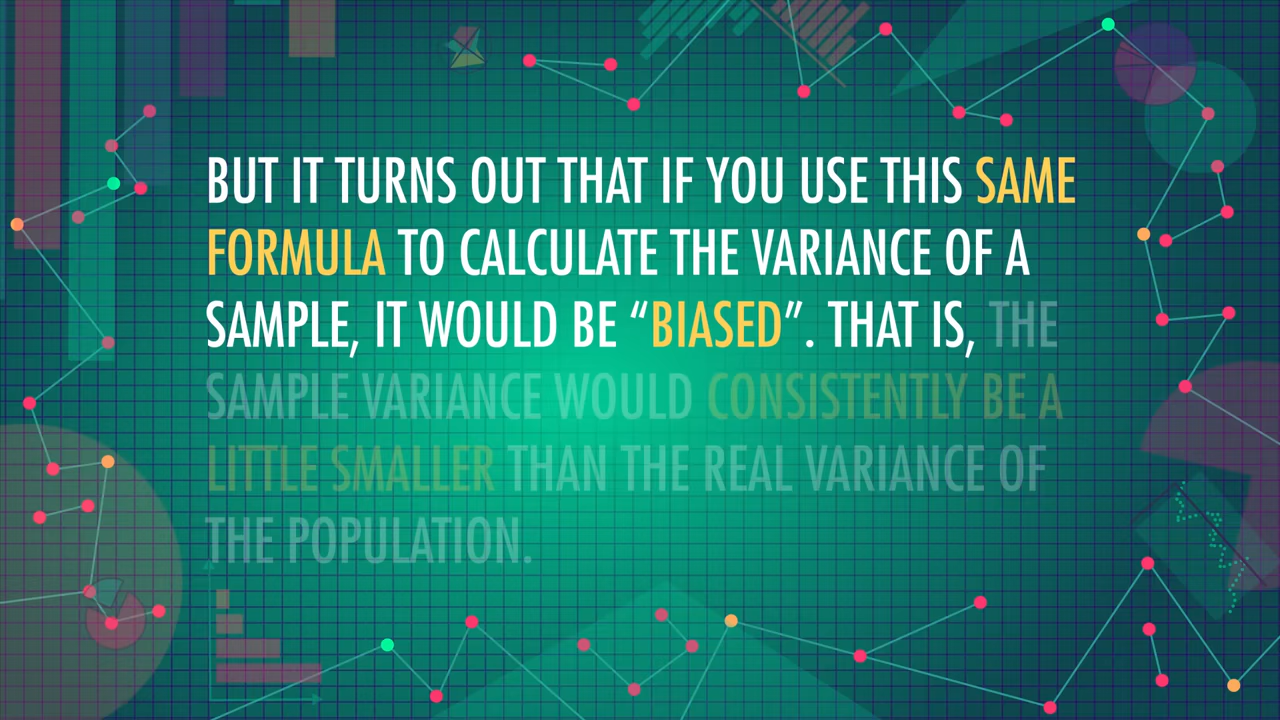 BUT IT TURNS OUT THAT IF YOU USE THIS SAME
FORMULA TO CALCULATE THE VARIANCE OF A
SAMPLE, IT WOULD BE “BIASED”. THAT IS, THE
SAMPLE VARIANCE WOULD CONSISTENTLY BE A
LITTLE SMALLER THAN THE REAL VARIANCE OF
THE POPULATION.